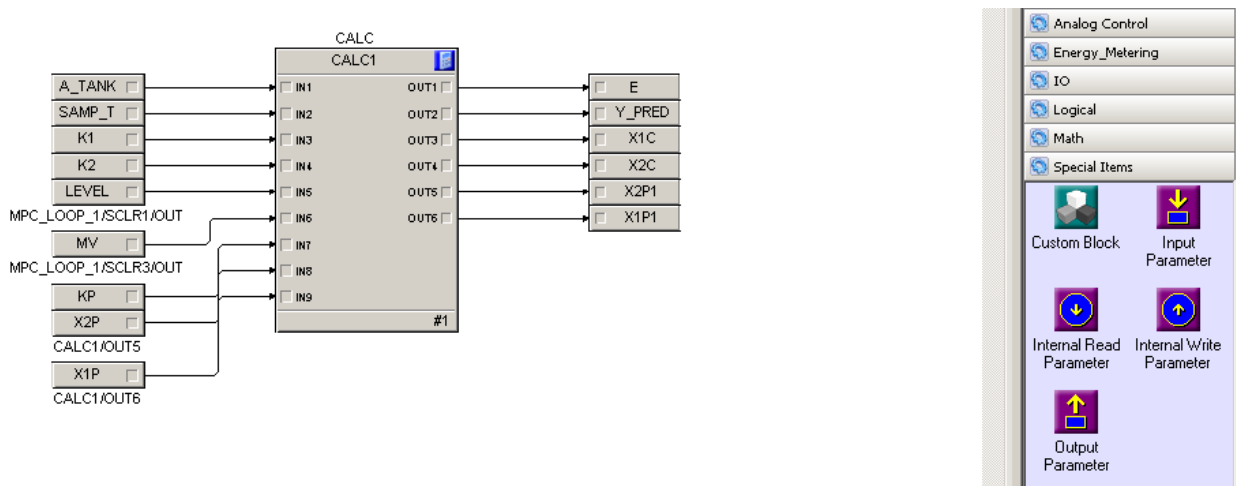 CALC
CALC1
A_TANK
SAMP_T
K1
K2
LEVEL
MPC_LOOP_1/SCLR1/OUT
MV
MPC_LOOP_1/SCLR3/OUT
KP
X2P
CALC1/OUT5
X1P
CALC1/OUT6
IN1 OUT1
IN2 OUT2
IN3 OUT3
IN4 OUT4
IN5 OUT5
IN6 OUT6
IN7
IN8
IN9
#1
E
Y_PRED
X1C
X2C
X2P1
X1P1
Analog Control
Energy_Metering
IO
Logical
Math
Special Items
Custom Block
Input
Parameter
Internal Read
Parameter
Internal Write
Parameter
Output
Parameter